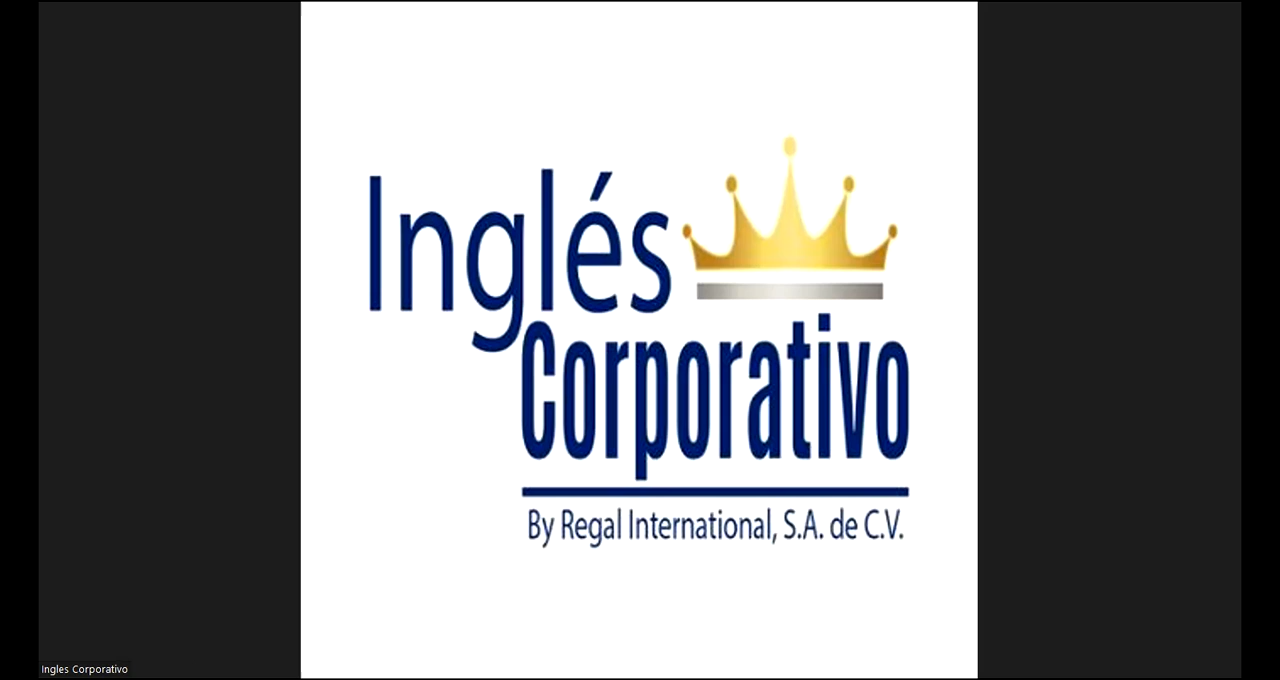 Inglés
Corporativo
By Regal International, S.A. de C.V.
Ingles Corporativo